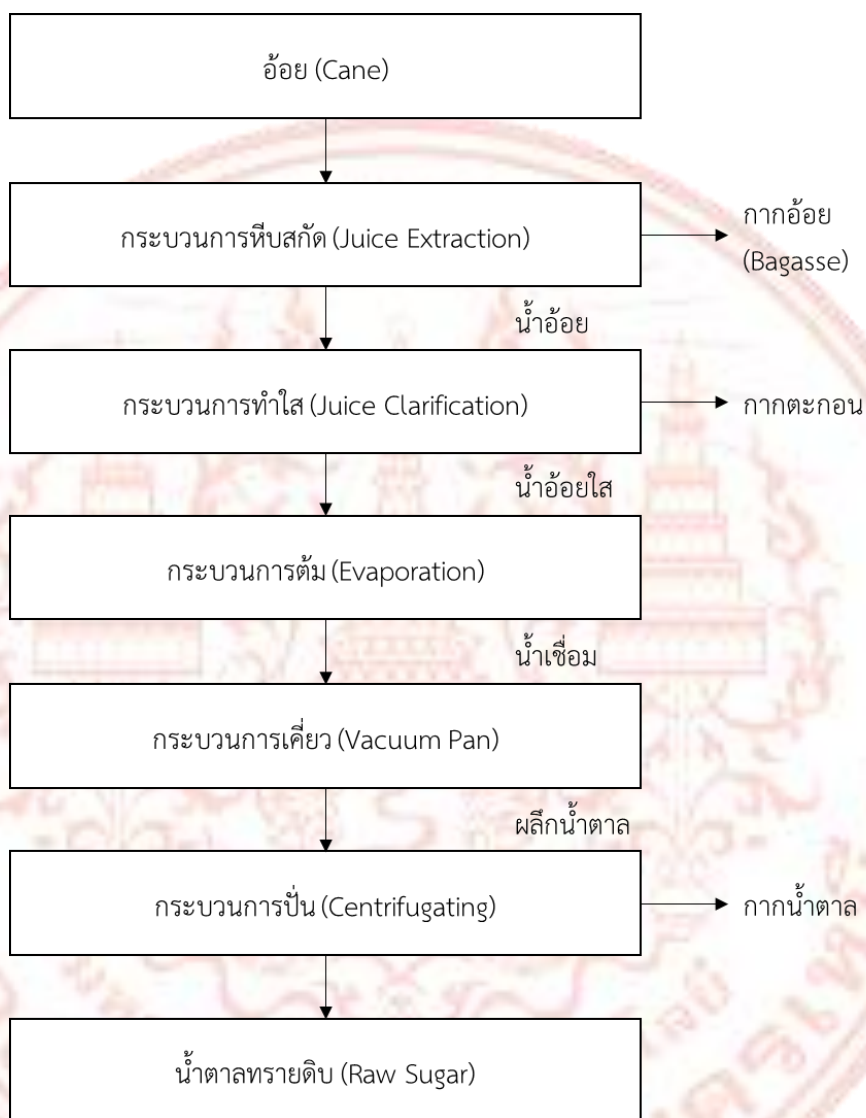 อ้อย (Cane)
กระบวนการหีบสกัด (Juice Extraction)
กากอ้อย
(Bagasse)
น้ำอ้อย
กระบวนการทำใส (Juice Clarification)
กากตะกอน
น้ำอ้อยใส
กระบวนการต้ม (Evaporation)
น้ำเชื่อม
กระบวนการเคี่ยว (Vacuum Pan)
ผลึกน้ำตาล
กระบวนการปั่น (Centrifugating)
กากน้ำตาล
น้ำตาลทรายดิบ (Raw Sugar)